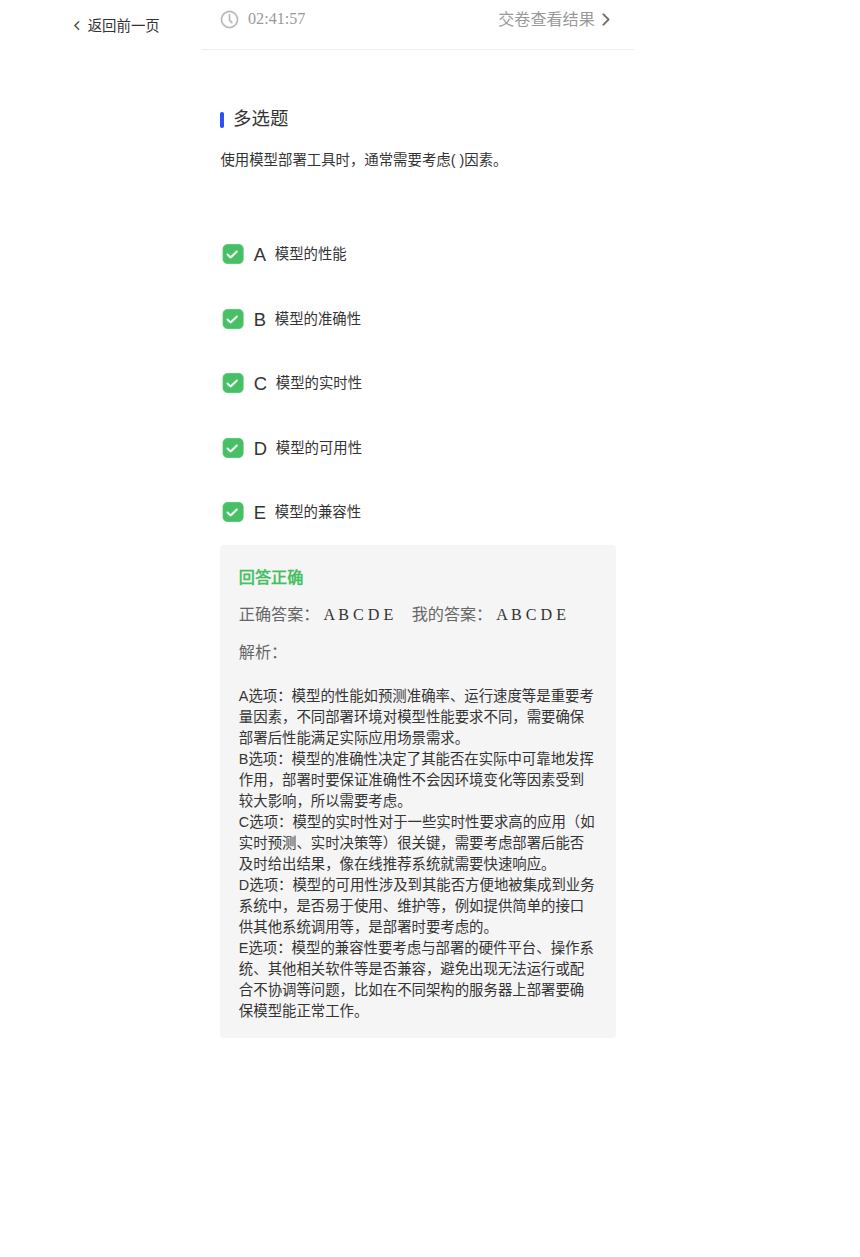 返回前一页
02:41:57
交卷查看结果
多选题
使用模型部署工具时，通常需要考虑( )因素。
A 模型的性能
B 模型的准确性
C 模型的实时性
D 模型的可用性
E 模型的兼容性
回答正确
正确答案： A B C D E 我的答案： A B C D E
解析：
A选项：模型的性能如预测准确率、运行速度等是重要考
量因素，不同部署环境对模型性能要求不同，需要确保
部署后性能满足实际应用场景需求。
B选项：模型的准确性决定了其能否在实际中可靠地发挥
作用，部署时要保证准确性不会因环境变化等因素受到
较大影响，所以需要考虑。
C选项：模型的实时性对于一些实时性要求高的应用（如
实时预测、实时决策等）很关键，需要考虑部署后能否
及时给出结果，像在线推荐系统就需要快速响应。
D选项：模型的可用性涉及到其能否方便地被集成到业务
系统中，是否易于使用、维护等，例如提供简单的接口
供其他系统调用等，是部署时要考虑的。
E选项：模型的兼容性要考虑与部署的硬件平台、操作系
统、其他相关软件等是否兼容，避免出现无法运行或配
合不协调等问题，比如在不同架构的服务器上部署要确
保模型能正常工作。